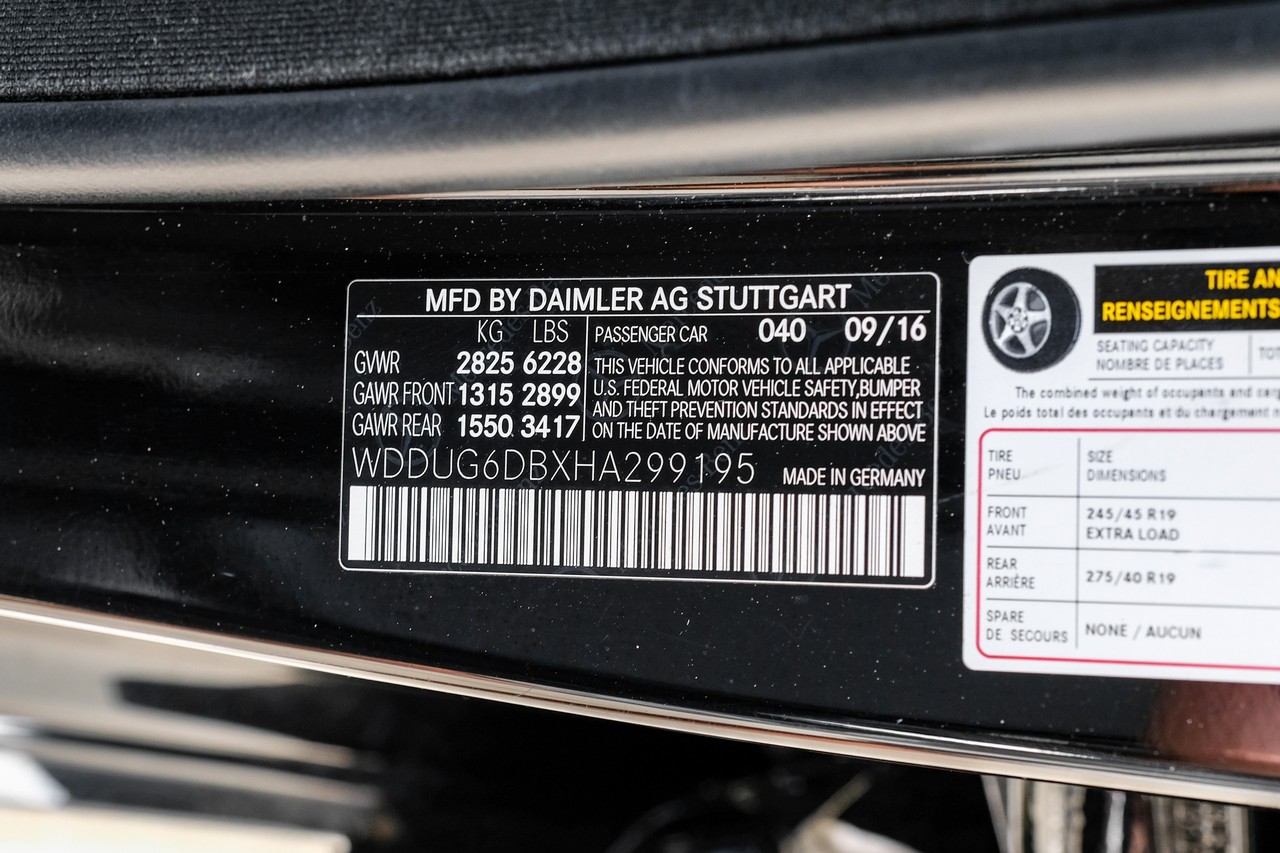 MFD BY DAIMLER AG STUTTGART
KG LBS
GVWR 2825 6228
GAWR FRONT 1315 2899
GAWR REAR 1550 3417
PASSENGER CAR 040 09/16
THIS VEHICLE CONFORMS TO ALL APPLICABLE
U.S. FEDERAL MOTOR VEHICLE SAFETY,BUMPER
AND THEFT PREVENTION STANDARDS IN EFFECT
ON THE DATE OF MANUFACTURE SHOWN ABOVE
WDDUG6DBXHA299195 MADE IN GERMANY
TIRE
RENSEIGNEMENTS
SEATING CAPACITY
NOMBRE DE PLACES
The combined weight of occupants and
Le poids total des occupants et du chargement
TIRE SIZE
PNEU DIMENSIONS
FRONT 245/45 R19
AVANT EXTRA LOAD
REAR
ARRIÈRE 275/40 R19
SPARE
DE SECOURS NONE / AUCUN